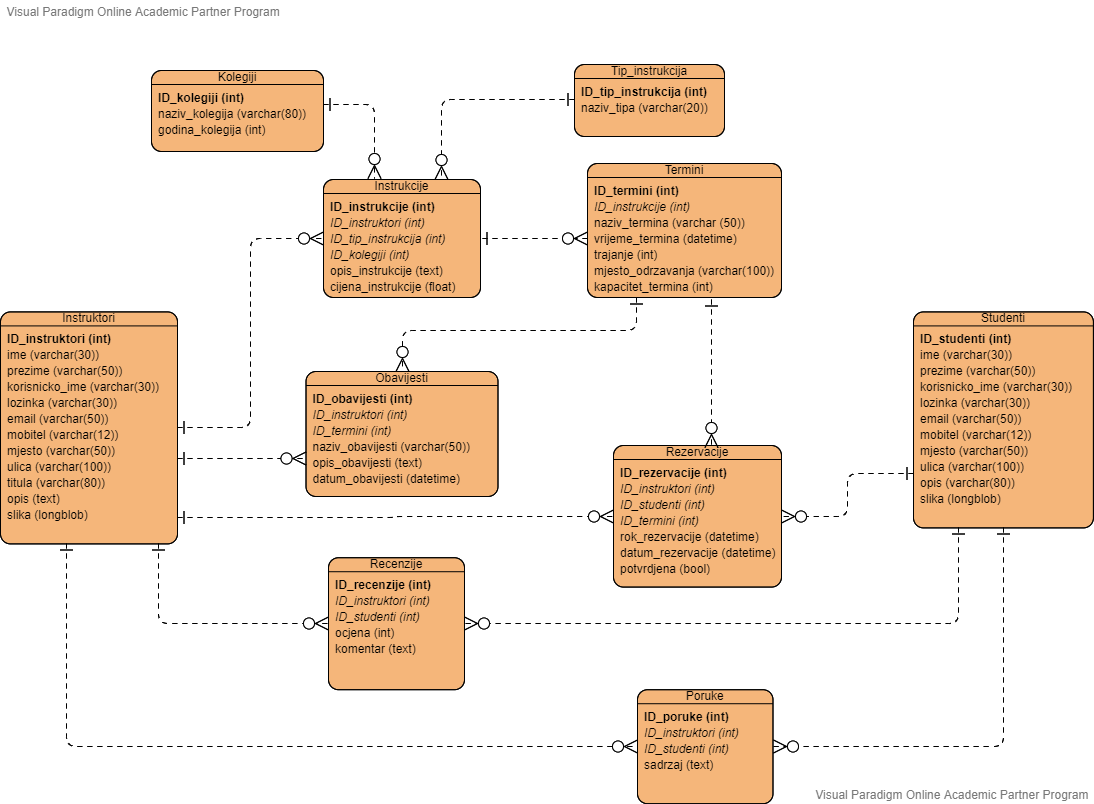 Visual Paradigm Online Academic Partner Program
Kolegiji
ID_kolegiji (int)
naziv_kolegija (varchar(80))
godina_kolegija (int)
Tip_instrukcija
ID_tip_instrukcija (int)
naziv_tipa (varchar(20))
Instrukcije
ID_instrukcije (int)
ID_instruktori (int)
ID_tip_instrukcija (int)
ID_kolegiji (int)
opis_instrukcije (text)
cijena_instrukcije (float)
Termini
ID_termini (int)
ID_instrukcije (int)
naziv_termina (varchar (50))
vrijeme_termina (datetime)
trajanje (int)
mjesto_odrzavanja (varchar(100))
kapacitet_termina (int)
Instruktori
ID_instruktori (int)
ime (varchar(30))
prezime (varchar(50))
korisnicko_ime (varchar(30))
lozinka (varchar(30))
email (varchar(50))
mobitel (varchar(12))
mjesto (varchar(50))
ulica (varchar(100))
titula (varchar(80))
opis (text)
slika (longblob)
Obavijesti
ID_obavijesti (int)
ID_instruktori (int)
ID_termini (int)
naziv_obavijesti (varchar(50))
opis_obavijesti (text)
datum_obavijesti (datetime)
Studenti
ID_studenti (int)
ime (varchar(30))
prezime (varchar(50))
korisnicko_ime (varchar(30))
lozinka (varchar(30))
email (varchar(50))
mobitel (varchar(12))
mjesto (varchar(50))
ulica (varchar(100))
opis (varchar(80))
slika (longblob)
Rezervacije
ID_rezervacije (int)
ID_instruktori (int)
ID_studenti (int)
ID_termini (int)
rok_rezervacije (datetime)
datum_rezervacije (datetime)
potvrdjena (bool)
Recenzije
ID_recenzije (int)
ID_instruktori (int)
ID_studenti (int)
ocjena (int)
komentar (text)
Poruke
ID_poruke (int)
ID_instruktori (int)
ID_studenti (int)
sadrzaj (text)
Visual Paradigm Online Academic Partner Program